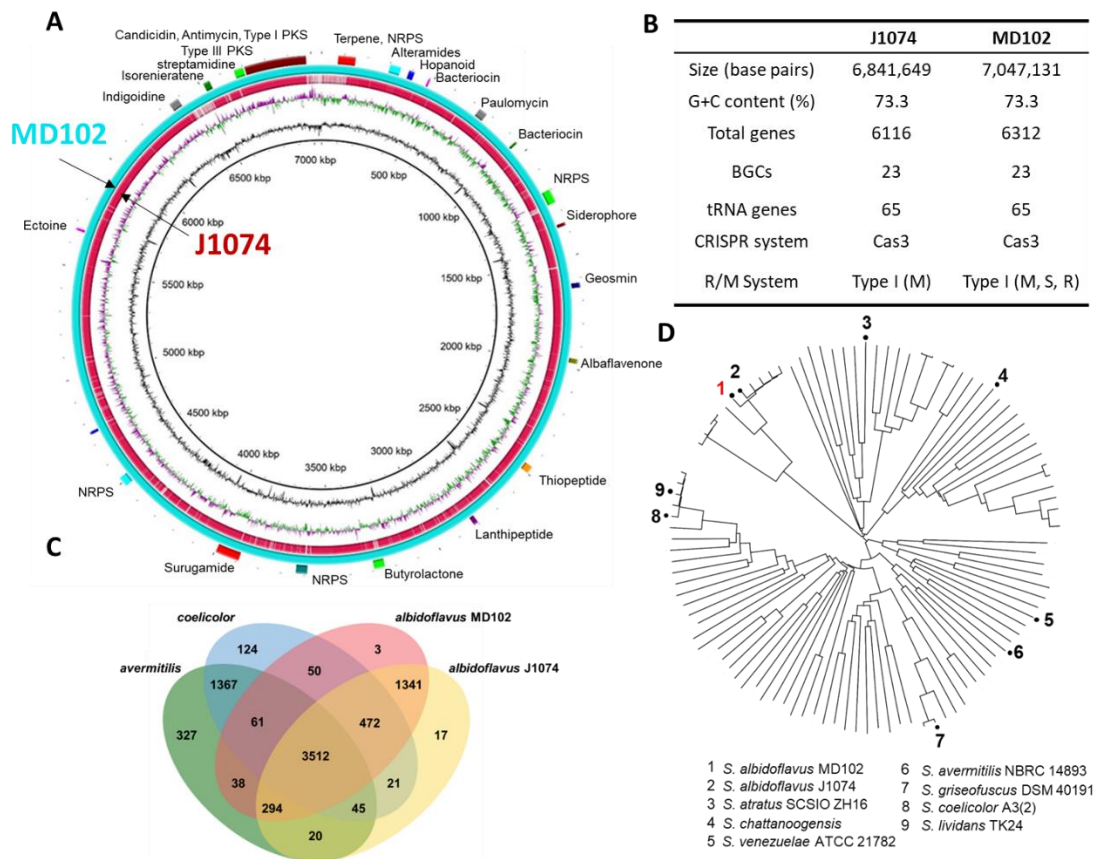 A
Candicidin, Antimycin, Type I PKS
Type III PKS
streptamidine
Isorenieratene
Indigoidine
Terpene, NRPS
Alteramides
Hopanoid
Bacteriocin
Paulomycin
Bacteriocin
NRPS
Siderophore
Geosmin
Albaflavenone
Thiopeptide
Lanthipeptide
Butyrolactone
NRPS
Surugamide
NRPS
Ectoine
MD102
J1074
7000 kbp
500 kbp
1000 kbp
1500 kbp
2000 kbp
2500 kbp
3000 kbp
3500 kbp
4000 kbp
4500 kbp
5000 kbp
5500 kbp
6000 kbp
6500 kbp
B
J1074 MD102
Size (base pairs) 6,841,649 7,047,131
G+C content (%) 73.3 73.3
Total genes 6116 6312
BGCs 23 23
tRNA genes 65 65
CRISPR system Cas3 Cas3
R/M System Type I (M) Type I (M, S, R)
C
coelicolor
albidoflavus MD102
avermitilis
albidoflavus J1074
124
50
3
1367
1341
327
61
472
17
3512
38
21
294
45
20
D
1
2
3
4
5
6
7
8
9
1 S. albidoflavus MD102
2 S. albidoflavus J1074
3 S. atratus SCSIO ZH16
4 S. chattanoogensis
5 S. venezuelae ATCC 21782
6 S. avermitilis NBRC 14893
7 S. griseofuscus DSM 40191
8 S. coelicolor A3(2)
9 S. lividans TK24